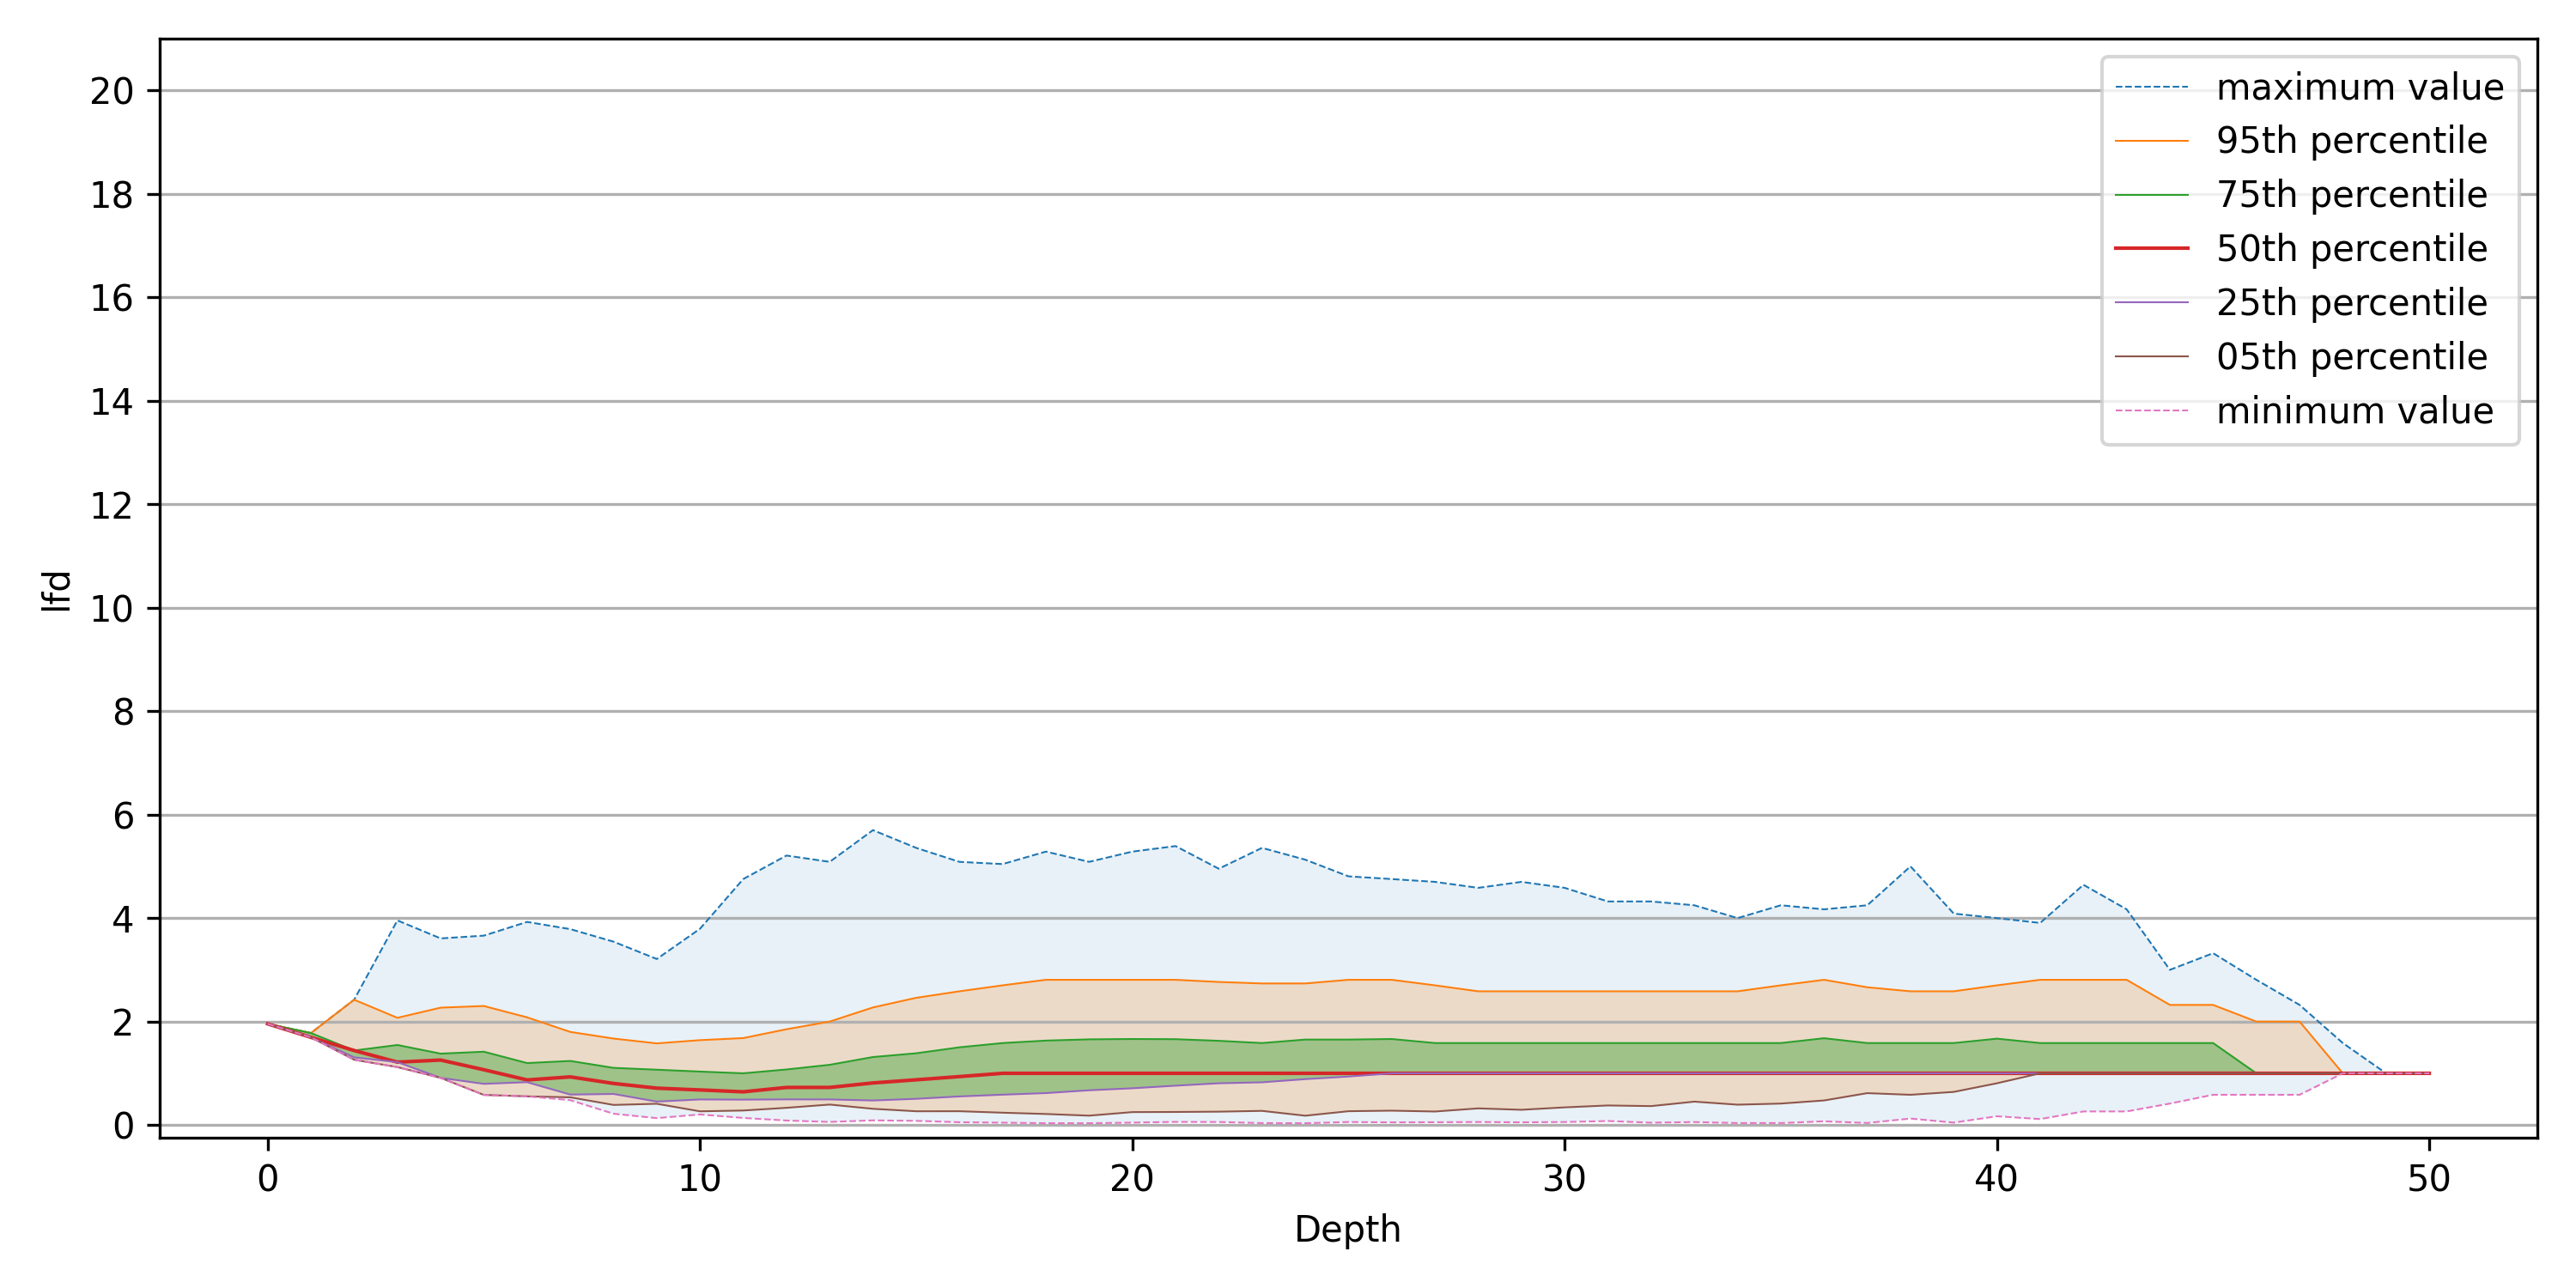 20
18
16
14
12
10
8
6
4
2
0
lfd
0 10 20 30 40 50
Depth
maximum value
95th percentile
75th percentile
50th percentile
25th percentile
05th percentile
minimum value